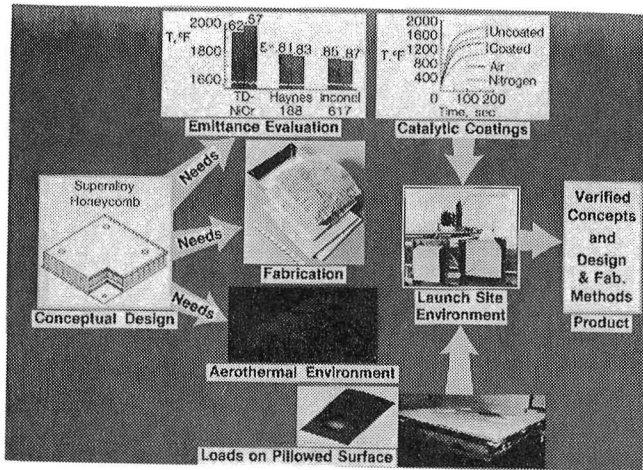 2000
T, °F
1800
1600
.62 .67
ε=.81 .83
.85 .87
TD-
NiCr
Haynes
188
Inconel
617
Emittance Evaluation
2000
1600
T, °F 1200
800
400
0
100 200
Time, sec
Uncoated
Coated
Air
Nitrogen
Catalytic Coatings
Superalloy
Honeycomb
Conceptual Design
Needs
Needs
Needs
Fabrication
Aerothermal Environment
Loads on Pillowed Surface
Launch Site
Environment
Verified
Concepts
and
Design
& Fab.
Methods
Product